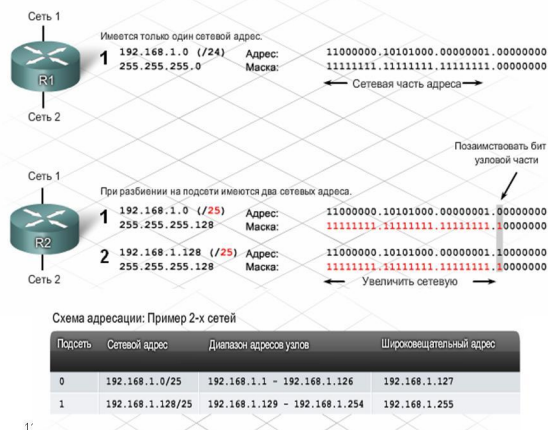 Сеть 1
Имеется только один сетевой адрес.
R1
1 192.168.1.0 (/24) Адрес: 11000000.10101000.00000001.00000000
255.255.255.0 Маска: 11111111.11111111.11111111.00000000
Сетевая часть адреса
Сеть 2
Позаимствовать бит
узловой части
Сеть 1
При разбиении на подсети имеются два сетевых адреса.
R2
1 192.168.1.0 (/25) Адрес: 11000000.10101000.00000001.00000000
255.255.255.128 Маска: 11111111.11111111.11111111.10000000
2 192.168.1.128 (/25) Адрес: 11000000.10101000.00000001.10000000
255.255.255.128 Маска: 11111111.11111111.11111111.10000000
Увеличить сетевую
Сеть 2
Схема адресации: Пример 2-х сетей
Подсеть Сетевой адрес Диапазон адресов узлов Широковещательный адрес
0 192.168.1.0/25 192.168.1.1 - 192.168.1.126 192.168.1.127
1 192.168.1.128/25 192.168.1.129 - 192.168.1.254 192.168.1.255